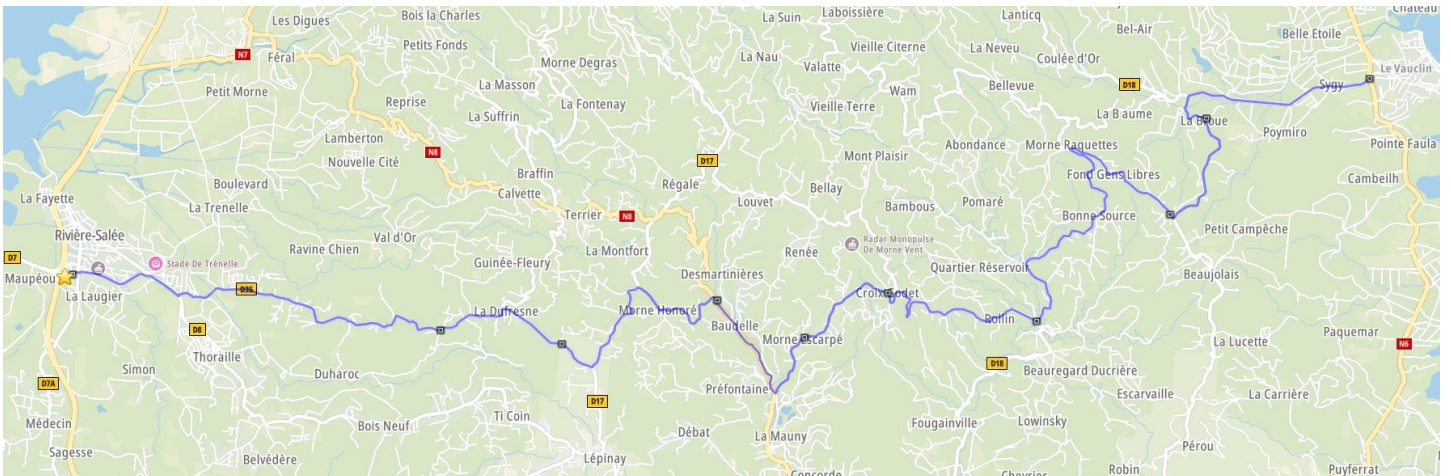 Les Digues
Bois la Charles
La Suin
Laboissière
Lanticq
Château
Bel-Air
Belle Etoile
Petits Fonds
Vieille Citerne
La Neveu
N7
Féral
Morne Degras
La Nau
Coulée d'Or
Valatte
Le Vauclin
Petit Morne
La Masson
Wam
Bellevue
D18
Sygy
Reprise
La Fontenay
Vieille Terre
La Baume
La Broue
La Suffrin
Poymiro
Lamberton
Abondance
Morne Raquettes
Pointe Faula
N8
Nouvelle Cité
D17
Mont Plaisir
Braffin
Fond Gens Libres
Cambeilh
Boulevard
Régale
Bellay
La Fayette
Calvette
Louvet
Pomaré
La Trenelle
Bambous
Terrier
N8
Bonne Source
Rivière-Salée
Val d'Or
Petit Campêche
Ravine Chien
La Montfort
Renée
Radar Monopulse
De Morne Vent
D7
Stade De Trénelle
Guinée-Fleury
Quartier Réservoir
Maupéou
Desmartinières
Beaujolais
D35
La Laugier
Croix Codet
La Dufresne
Morne Honoré
Rollin
D8
Baudelle
Paquemar
Morne Escarpé
La Lucette
N6
Thoraille
D18
Simon
Duharoc
Beauregard Ducrière
D7A
Préfontaine
Escarville
La Carrière
D17
Ti Coin
Médecin
Bois Neuf
Fougainville
Lowinsky
Débat
La Mauny
Sagesse
Pérou
Belvédère
Lépinay
Robin
Puyferrat
Concorde
Chevrier